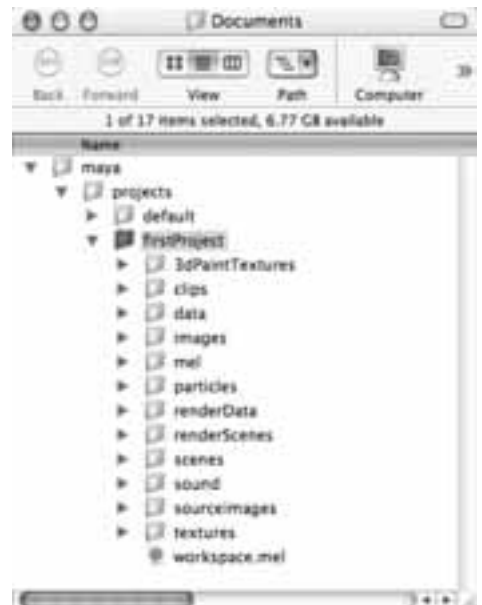 Documents
Back Forward View Path Computer
1 of 17 items selected, 6.77 GB available
Name
maya
projects
default
firstProject
3dPaintTextures
clips
data
images
mel
particles
renderData
renderScenes
scenes
sound
sourceimages
textures
workspace.mel